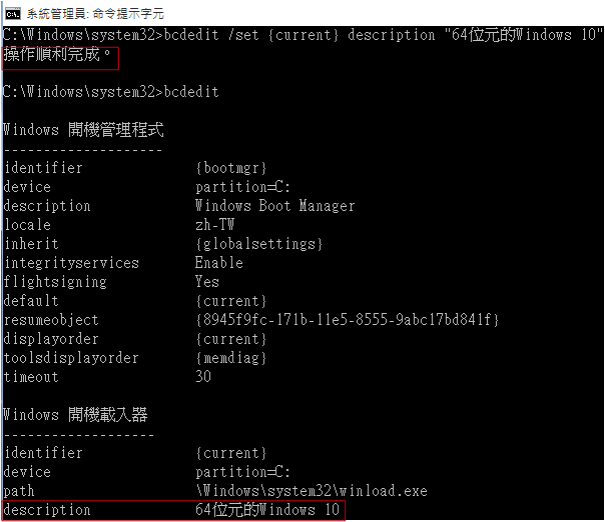 系統管理員: 命令提示字元
C:\Windows\system32>bcdedit /set {current} description "64位元的Windows 10"
操作順利完成。
C:\Windows\system32>bcdedit
Windows 開機管理程式
--------------------
identifier              {bootmgr}
device                  partition=C:
description             Windows Boot Manager
locale                  zh-TW
inherit                 {globalsettings}
integrityservices       Enable
flightsigning           Yes
default                 {current}
resumeobject            {8945f9fc-171b-11e5-8555-9abc17bd841f}
displayorder            {current}
toolsdisplayorder       {memdiag}
timeout                 30
Windows 開機載入器
-------------------
identifier              {current}
device                  partition=C:
path                    \Windows\system32\winload.exe
description             64位元的Windows 10